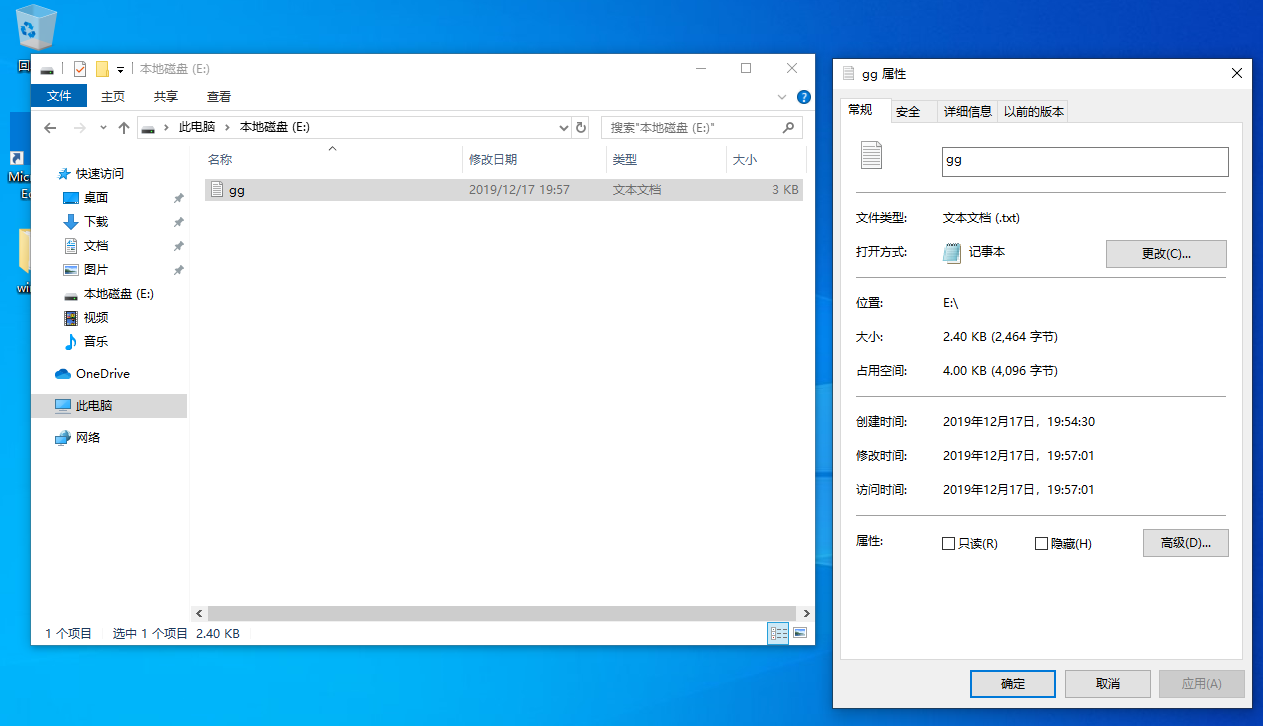 回
Mic
Ec
wi
本地磁盘 (E:)
文件 主页 共享 查看
此电脑 本地磁盘 (E:) 搜索"本地磁盘 (E:)"
名称 修改日期 类型 大小
gg 2019/12/17 19:57 文本文档 3 KB
快速访问
桌面
下载
文档
图片
本地磁盘 (E:)
视频
音乐
OneDrive
此电脑
网络
1 个项目 选中 1 个项目 2.40 KB
gg 属性
常规 安全 详细信息 以前的版本
gg
文件类型: 文本文档 (.txt)
打开方式: 记事本 更改(C)...
位置: E:\
大小: 2.40 KB (2,464 字节)
占用空间: 4.00 KB (4,096 字节)
创建时间: 2019年12月17日，19:54:30
修改时间: 2019年12月17日，19:57:01
访问时间: 2019年12月17日，19:57:01
属性: 只读(R) 隐藏(H) 高级(D)...
确定 取消 应用(A)